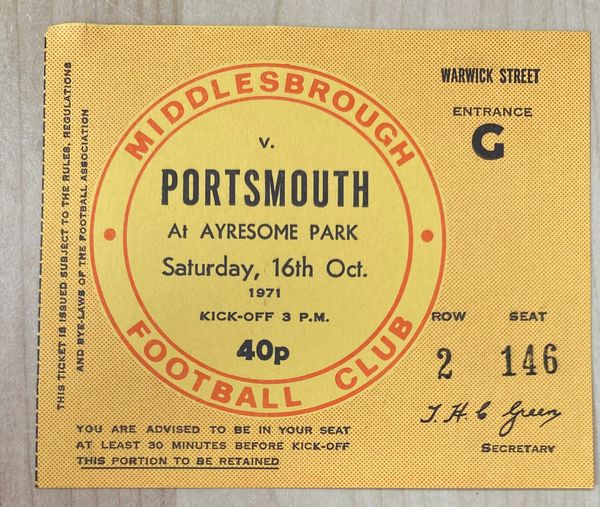 THIS TICKET IS ISSUED SUBJECT TO THE RULES, REGULATIONS
AND BYE-LAWS OF THE FOOTBALL ASSOCIATION
MIDDLESBROUGH
FOOTBALL CLUB
v.
PORTSMOUTH
At AYRESOME PARK
Saturday, 16th Oct.
1971
KICK-OFF 3 P.M.
40p
YOU ARE ADVISED TO BE IN YOUR SEAT
AT LEAST 30 MINUTES BEFORE KICK-OFF
THIS PORTION TO BE RETAINED
WARWICK STREET
ENTRANCE
G
ROW SEAT
2 146
T. H. C Green
SECRETARY